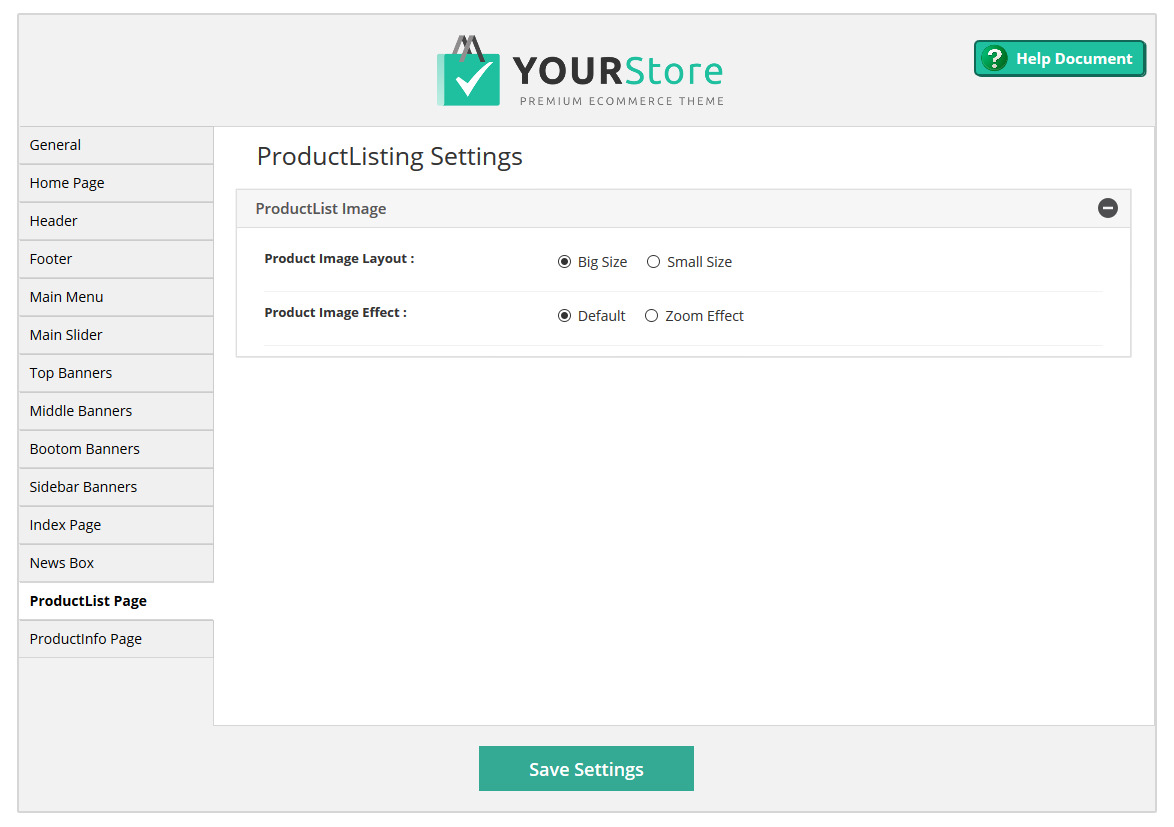 YOURStore
PREMIUM ECOMMERCE THEME
? Help Document
General
Home Page
Header
Footer
Main Menu
Main Slider
Top Banners
Middle Banners
Bootom Banners
Sidebar Banners
Index Page
News Box
ProductList Page
ProductInfo Page
ProductListing Settings
ProductList Image
Product Image Layout : Big Size Small Size
Product Image Effect : Default Zoom Effect
Save Settings